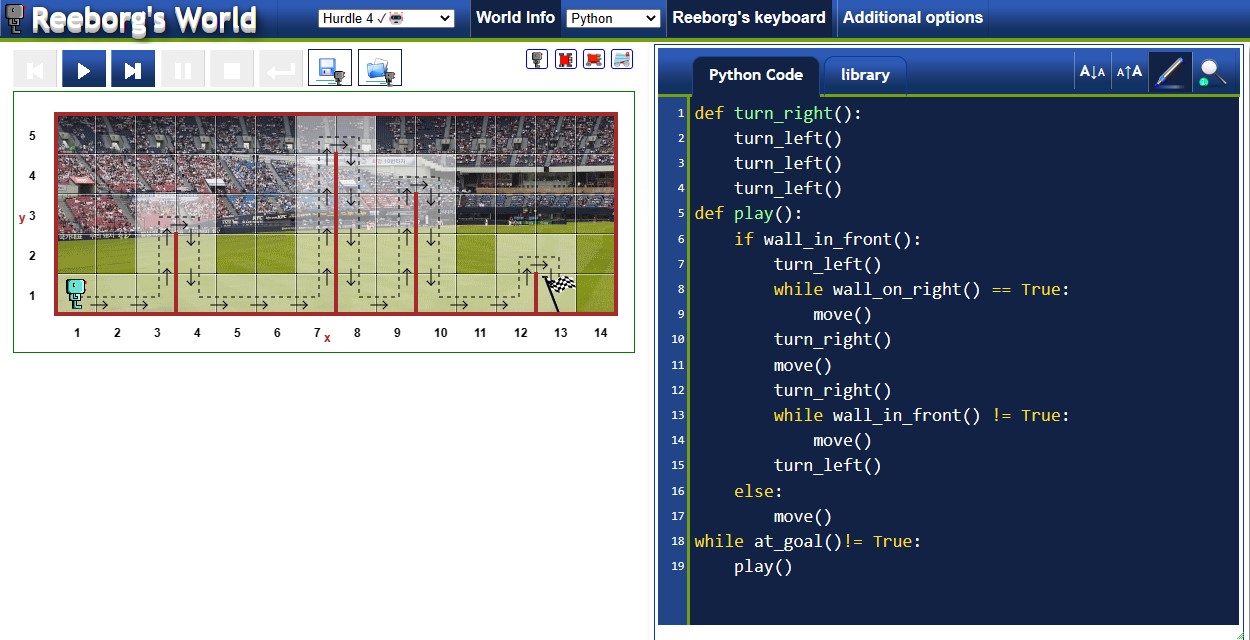 Reeborg's World
Hurdle 4 ✓🤖
World Info
Python
Reeborg's keyboard
Additional options
Python Code
library
A↓A
A↑A
5
4
y 3
2
1
1 2 3 4 5 6 7 8 9 10 11 12 13 14
x
1 def turn_right():
2     turn_left()
3     turn_left()
4     turn_left()
5 def play():
6     if wall_in_front():
7         turn_left()
8         while wall_on_right() == True:
9             move()
10         turn_right()
11         move()
12         turn_right()
13         while wall_in_front() != True:
14             move()
15         turn_left()
16     else:
17         move()
18 while at_goal()!= True:
19     play()